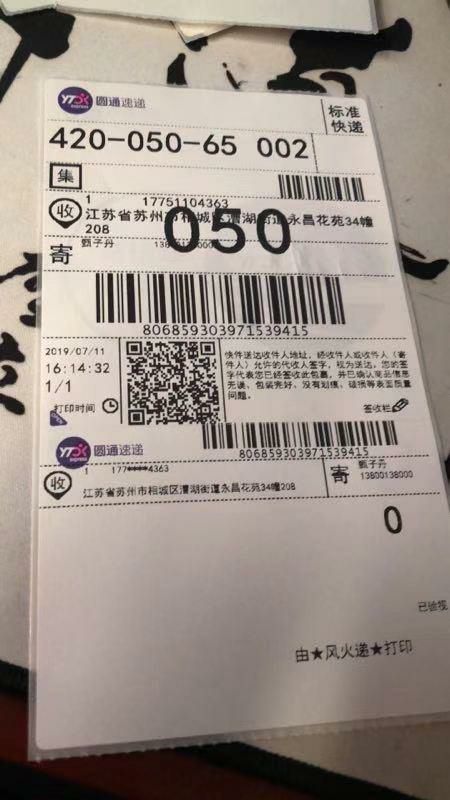 YTO EXPRESS 圆通速递
标准
快递
420-050-65 002
集
收
1 17751104363
江苏省苏州市相城区漕湖街道永昌花苑34幢
208
050
寄
甄子丹
806859303971539415
2019/07/11
16:14:32
1/1
打印时间
快件送达收件人地址，经收件人或收件人（寄
件人）允许的代收人签字，视为送达，您的签
字代表您已经签收此包裹，并已确认商品信息
无误，包装完好，没有划痕，破损等表面质量
问题。
签收栏
YTO EXPRESS 圆通速递
806859303971539415
收
1 177****4363
江苏省苏州市相城区漕湖街道永昌花苑34幢208
寄
甄子丹
13800138000
0
已验视
由★风火递★打印